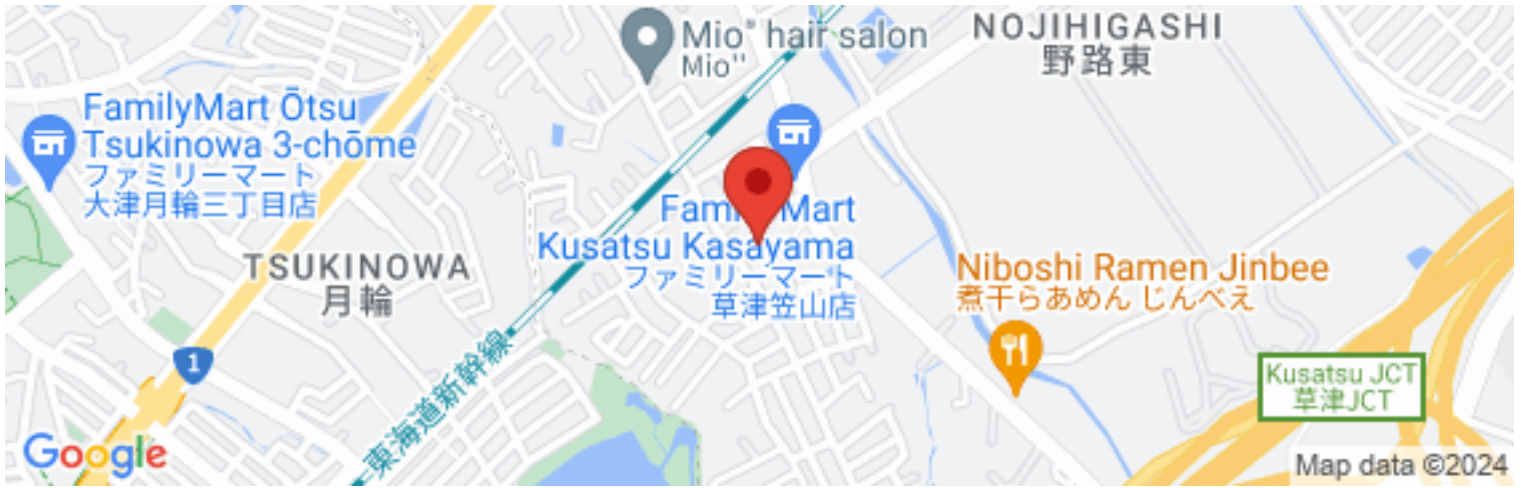 Mio" hair salon
Mio"
NOJIHIGASHI
野路東
FamilyMart Ōtsu
Tsukinowa 3-chōme
ファミリーマート
大津月輪三丁目店
FamilyMart
Kusatsu Kasayama
ファミリーマート
草津笠山店
TSUKINOWA
月輪
Niboshi Ramen Jinbee
煮干らあめん じんべえ
1
東海道新幹線
Kusatsu JCT
草津JCT
Google
Map data ©2024